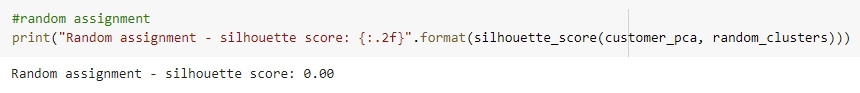 #random assignment
print("Random assignment - silhouette score: {:.2f}".format(silhouette_score(customer_pca, random_clusters)))
Random assignment - silhouette score: 0.00